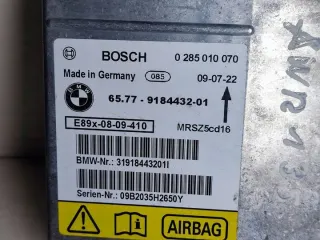 BOSCH 0 285 010 070
Made in Germany 085 09-07-22
BMW
65.77 - 9184432-01
E89x-08-09-410 MRSZ5cd16
BMW-Nr.: 31918443201I
Serien-Nr.: 09B2035H2650Y
AIRBAG